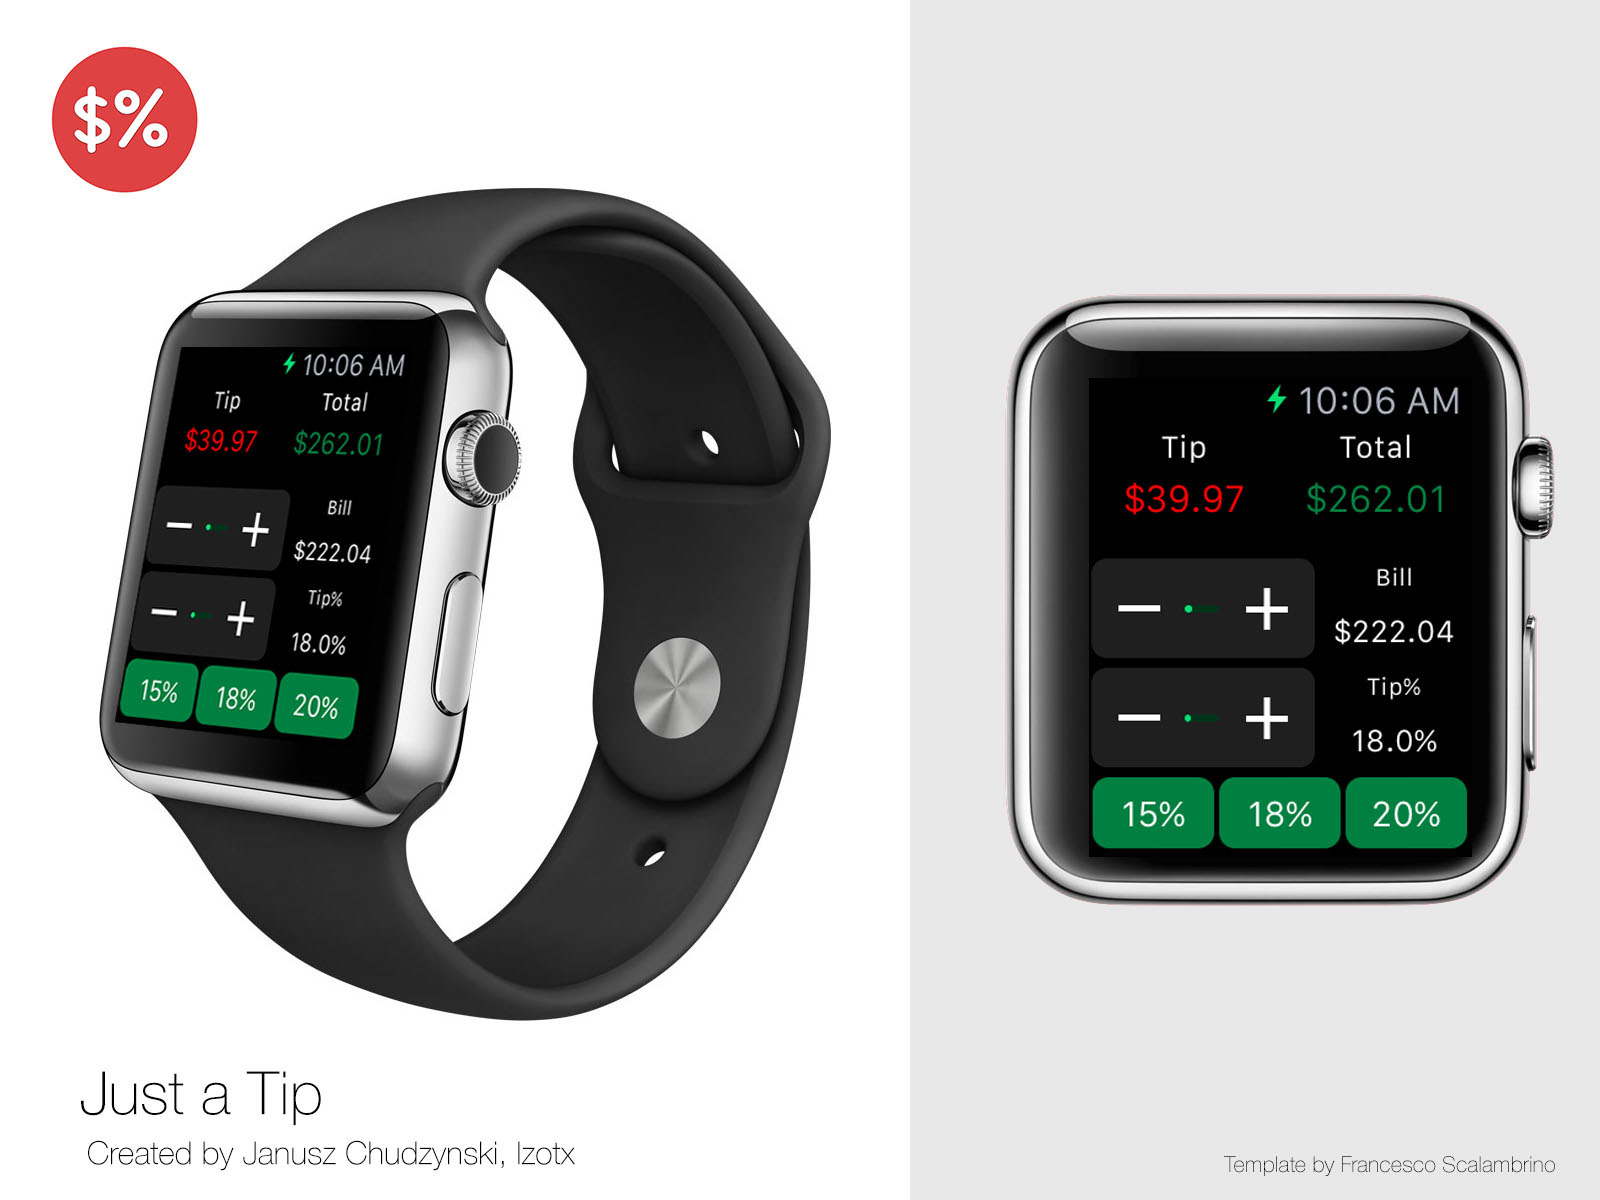 $%
10:06 AM
Tip Total
$39.97 $262.01
Bill
− + $222.04
Tip%
− + 18.0%
15% 18% 20%
Just a Tip
Created by Janusz Chudzynski, Izotx
10:06 AM
Tip Total
$39.97 $262.01
Bill
− + $222.04
Tip%
− + 18.0%
15% 18% 20%
Template by Francesco Scalambrino